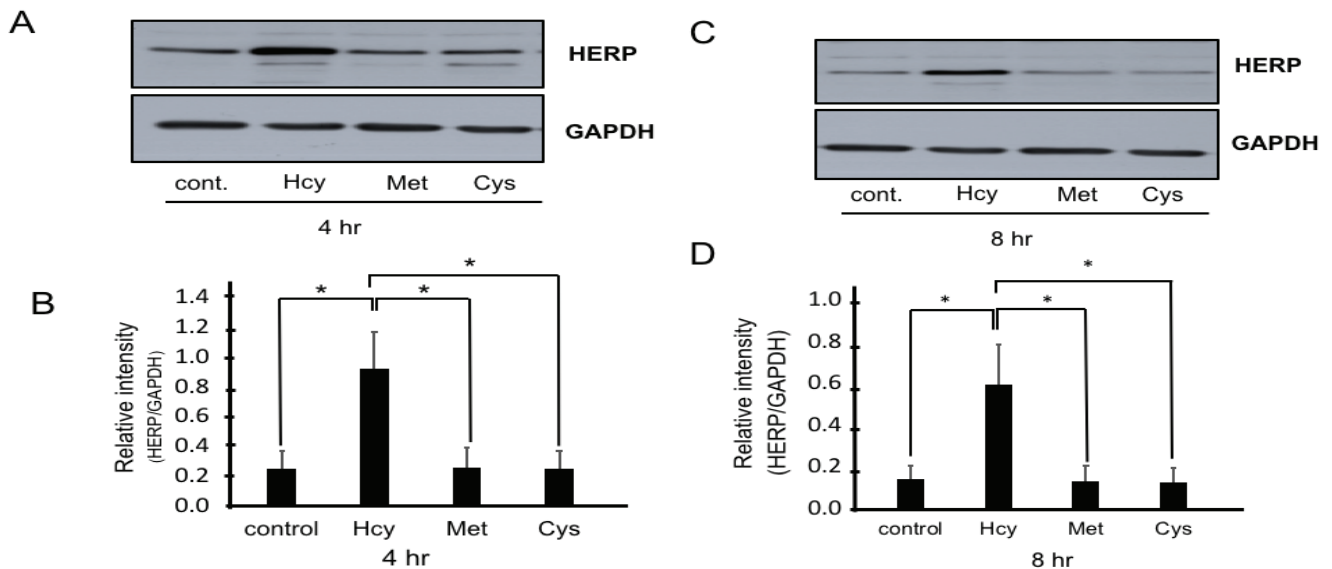 A
HERP
GAPDH
cont. Hcy Met Cys
4 hr
B
Relative intensity
(HERP/GAPDH)
1.4
1.2
1.0
0.8
0.6
0.4
0.2
0.0
* * *
control Hcy Met Cys
4 hr
C
HERP
GAPDH
cont. Hcy Met Cys
8 hr
D
Relative intensity
(HERP/GAPDH)
1.0
0.8
0.6
0.4
0.2
0.0
* * *
control Hcy Met Cys
8 hr